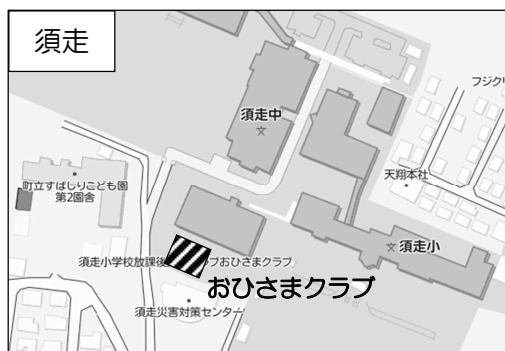 須走
フジクリ
須走中
天翔本社
町立すばしりこども園
第2園舎
須走小
須走小学校放課後
ラブおひさまクラブ
おひさまクラブ
須走災害対策センター